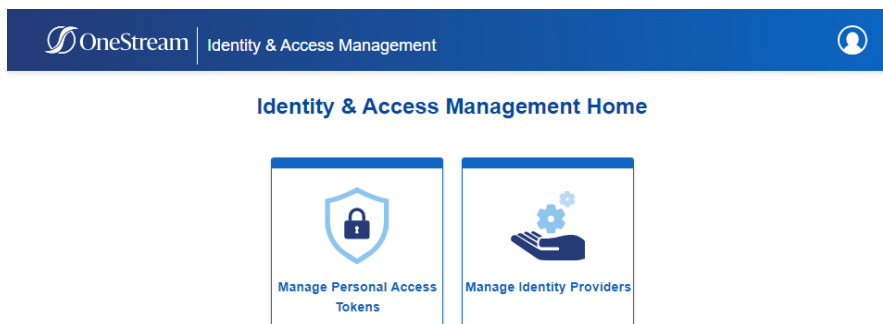 OneStream Identity & Access Management
Identity & Access Management Home
Manage Personal Access
Tokens
Manage Identity Providers